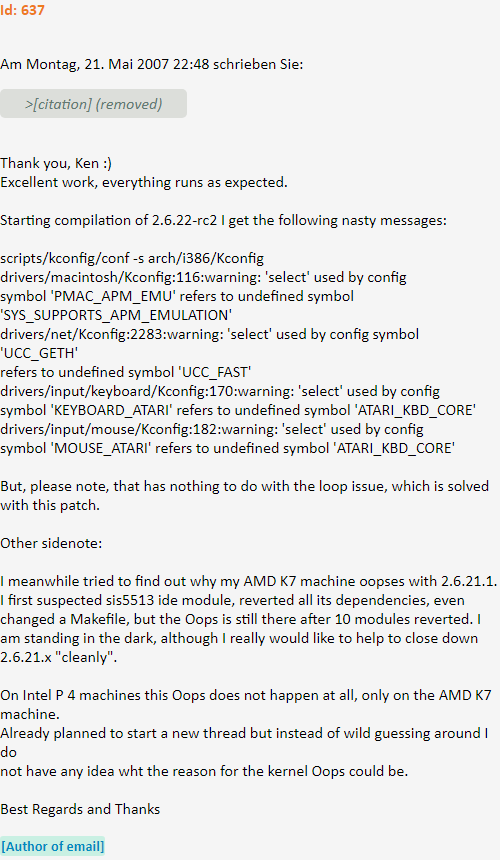 Id: 637
Am Montag, 21. Mai 2007 22:48 schrieben Sie:
>[citation] (removed)
Thank you, Ken :)
Excellent work, everything runs as expected.
Starting compilation of 2.6.22-rc2 I get the following nasty messages:
scripts/kconfig/conf -s arch/i386/Kconfig
drivers/macintosh/Kconfig:116:warning: 'select' used by config
symbol 'PMAC_APM_EMU' refers to undefined symbol
'SYS_SUPPORTS_APM_EMULATION'
drivers/net/Kconfig:2283:warning: 'select' used by config symbol
'UCC_GETH'
refers to undefined symbol 'UCC_FAST'
drivers/input/keyboard/Kconfig:170:warning: 'select' used by config
symbol 'KEYBOARD_ATARI' refers to undefined symbol 'ATARI_KBD_CORE'
drivers/input/mouse/Kconfig:182:warning: 'select' used by config
symbol 'MOUSE_ATARI' refers to undefined symbol 'ATARI_KBD_CORE'
But, please note, that has nothing to do with the loop issue, which is solved
with this patch.
Other sidenote:
I meanwhile tried to find out why my AMD K7 machine oopses with 2.6.21.1.
I first suspected sis5513 ide module, reverted all its dependencies, even
changed a Makefile, but the Oops is still there after 10 modules reverted. I
am standing in the dark, although I really would like to help to close down
2.6.21.x "cleanly".
On Intel P 4 machines this Oops does not happen at all, only on the AMD K7
machine.
Already planned to start a new thread but instead of wild guessing around I
do
not have any idea wht the reason for the kernel Oops could be.
Best Regards and Thanks
[Author of email]